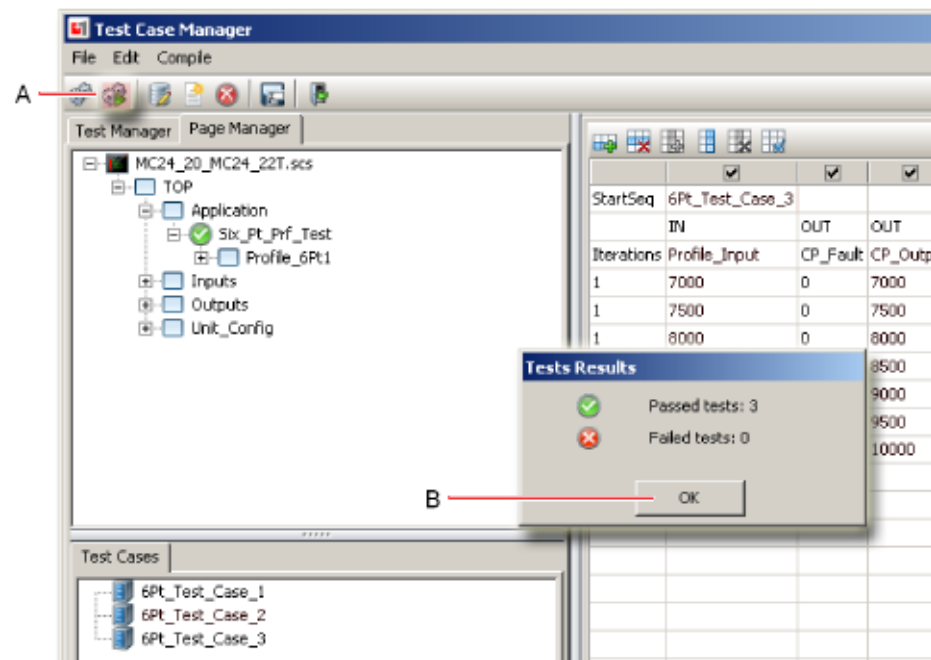 Test Case Manager
File Edit Compile
A
Test Manager Page Manager
MC24_20_MC24_22T.scs
TOP
Application
Six_Pt_Prf_Test
Profile_6Pt1
Inputs
Outputs
Unit_Config
StartSeq 6Pt_Test_Case_3
IN OUT OUT
Iterations Profile_Input CP_Fault CP_Outp
1 7000 0 7000
1 7500 0 7500
1 8000 0 8000
8500
9000
9500
10000
Tests Results
Passed tests: 3
Failed tests: 0
B
OK
Test Cases
6Pt_Test_Case_1
6Pt_Test_Case_2
6Pt_Test_Case_3